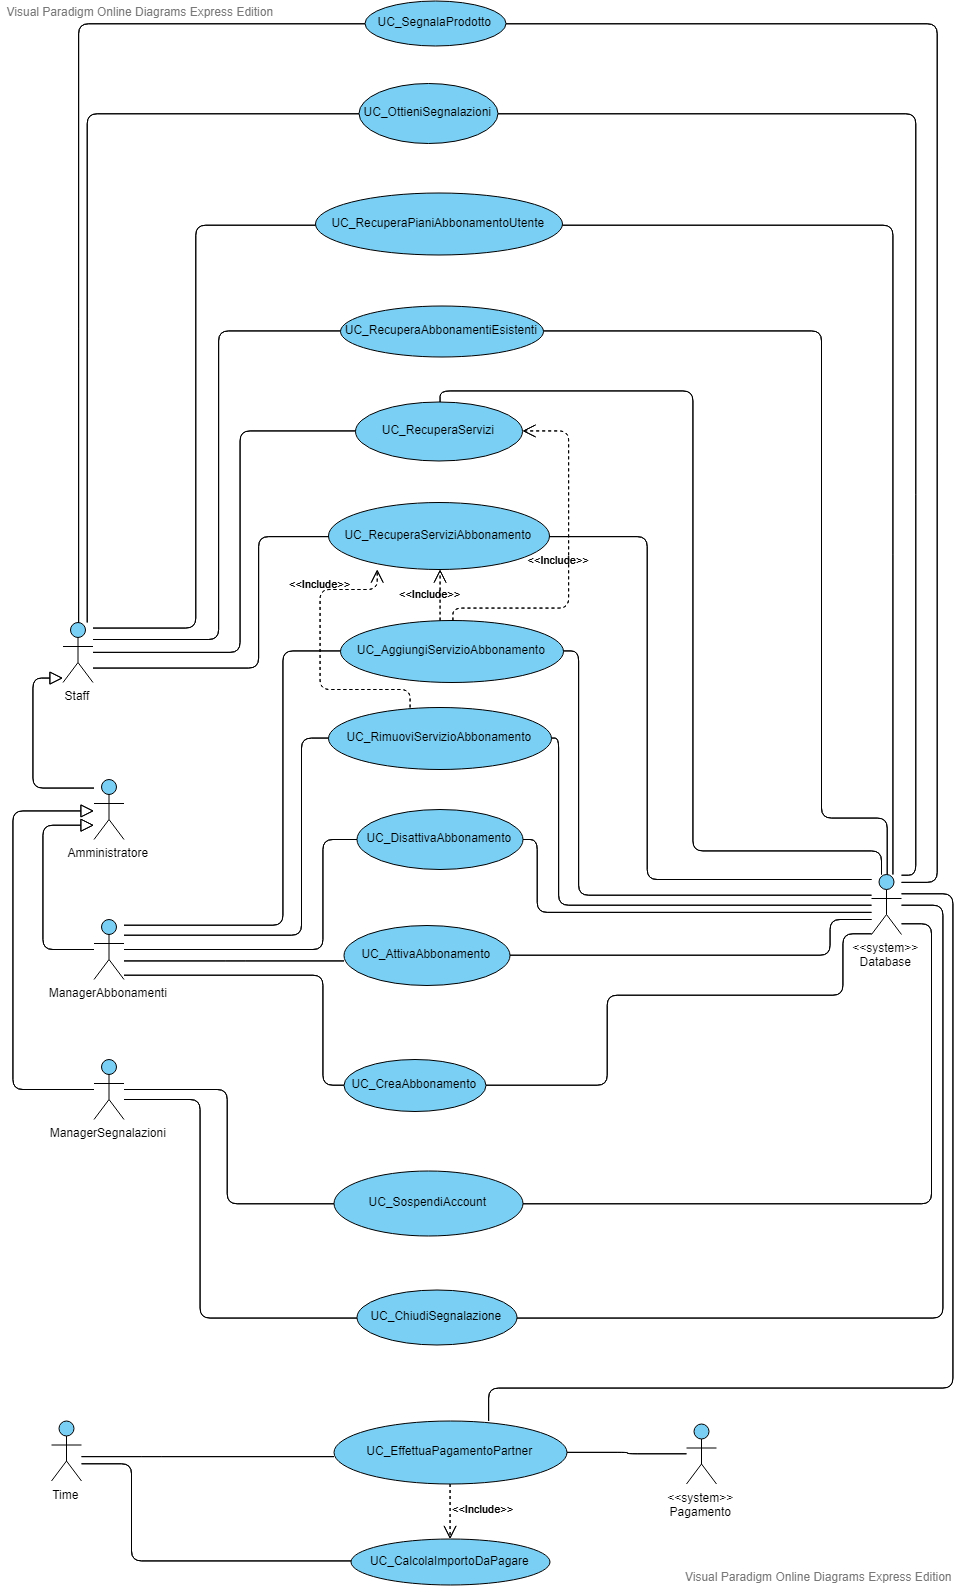 Visual Paradigm Online Diagrams Express Edition
UC_SegnalaProdotto
UC_OttieniSegnalazioni
UC_RecuperaPianiAbbonamentoUtente
UC_RecuperaAbbonamentiEsistenti
UC_RecuperaServizi
UC_RecuperaServiziAbbonamento
<<Include>>
<<Include>>
<<Include>>
UC_AggiungiServizioAbbonamento
Staff
UC_RimuoviServizioAbbonamento
UC_DisattivaAbbonamento
Amministratore
<<system>>
Database
UC_AttivaAbbonamento
ManagerAbbonamenti
UC_CreaAbbonamento
ManagerSegnalazioni
UC_SospendiAccount
UC_ChiudiSegnalazione
UC_EffettuaPagamentoPartner
Time
<<system>>
Pagamento
<<Include>>
UC_CalcolaImportoDaPagare
Visual Paradigm Online Diagrams Express Edition